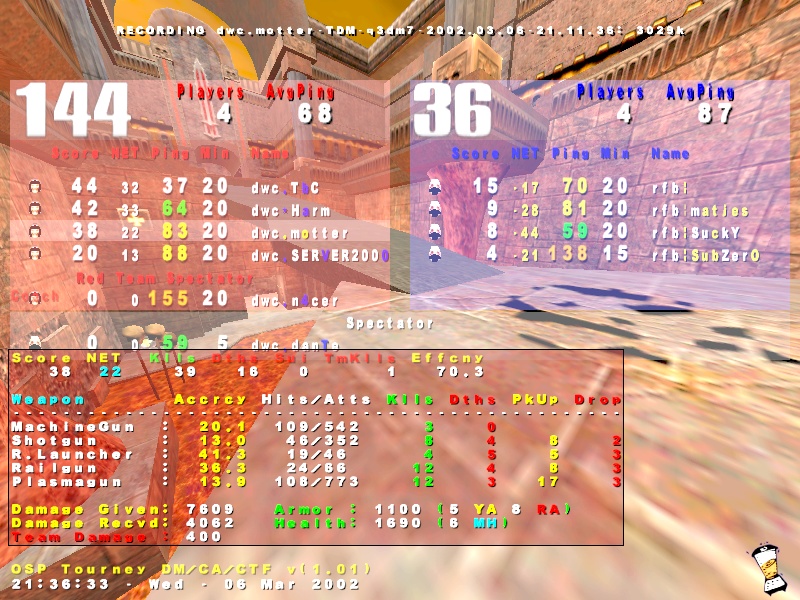 RECORDING dwc.motter-TDM-q3dm7-2002.03.06-21.11.36: 3029k
144 Players AvgPing
4 68
Score NET Ping Min Name
44 32 37 20 dwc.TbC
42 33 64 20 dwc.Harm
38 22 83 20 dwc.motter
20 13 88 20 dwc.SERVER2000
Red Team Spectator
Coach 0 0 155 20 dwc.n4cer
36 Players AvgPing
4 87
Score NET Ping Min Name
15 -17 70 20 rfb¦
9 -28 81 20 rfb¦maties
8 -44 59 20 rfb¦SuckY
4 -21 138 15 rfb¦SubZerO
Spectator
0 0 59 5 dwc.danTe
Score NET Kills Dths Sui TmKlls Effcny
38 22 39 16 0 1 70.3
Weapon Accrcy Hits/Atts Kills Dths PkUp Drop
MachineGun : 20.1 109/542 3 0
Shotgun : 13.0 46/352 8 4 8 2
R.Launcher : 41.3 19/46 4 5 5 3
Railgun : 36.3 24/66 12 4 8 3
Plasmagun : 13.9 108/773 12 3 17 3
Damage Given: 7609 Armor : 1100 (5 YA 8 RA)
Damage Recvd: 4062 Health: 1690 (6 MH)
Team Damage : 400
OSP Tourney DM/CA/CTF v(1.01)
21:36:33 - Wed - 06 Mar 2002